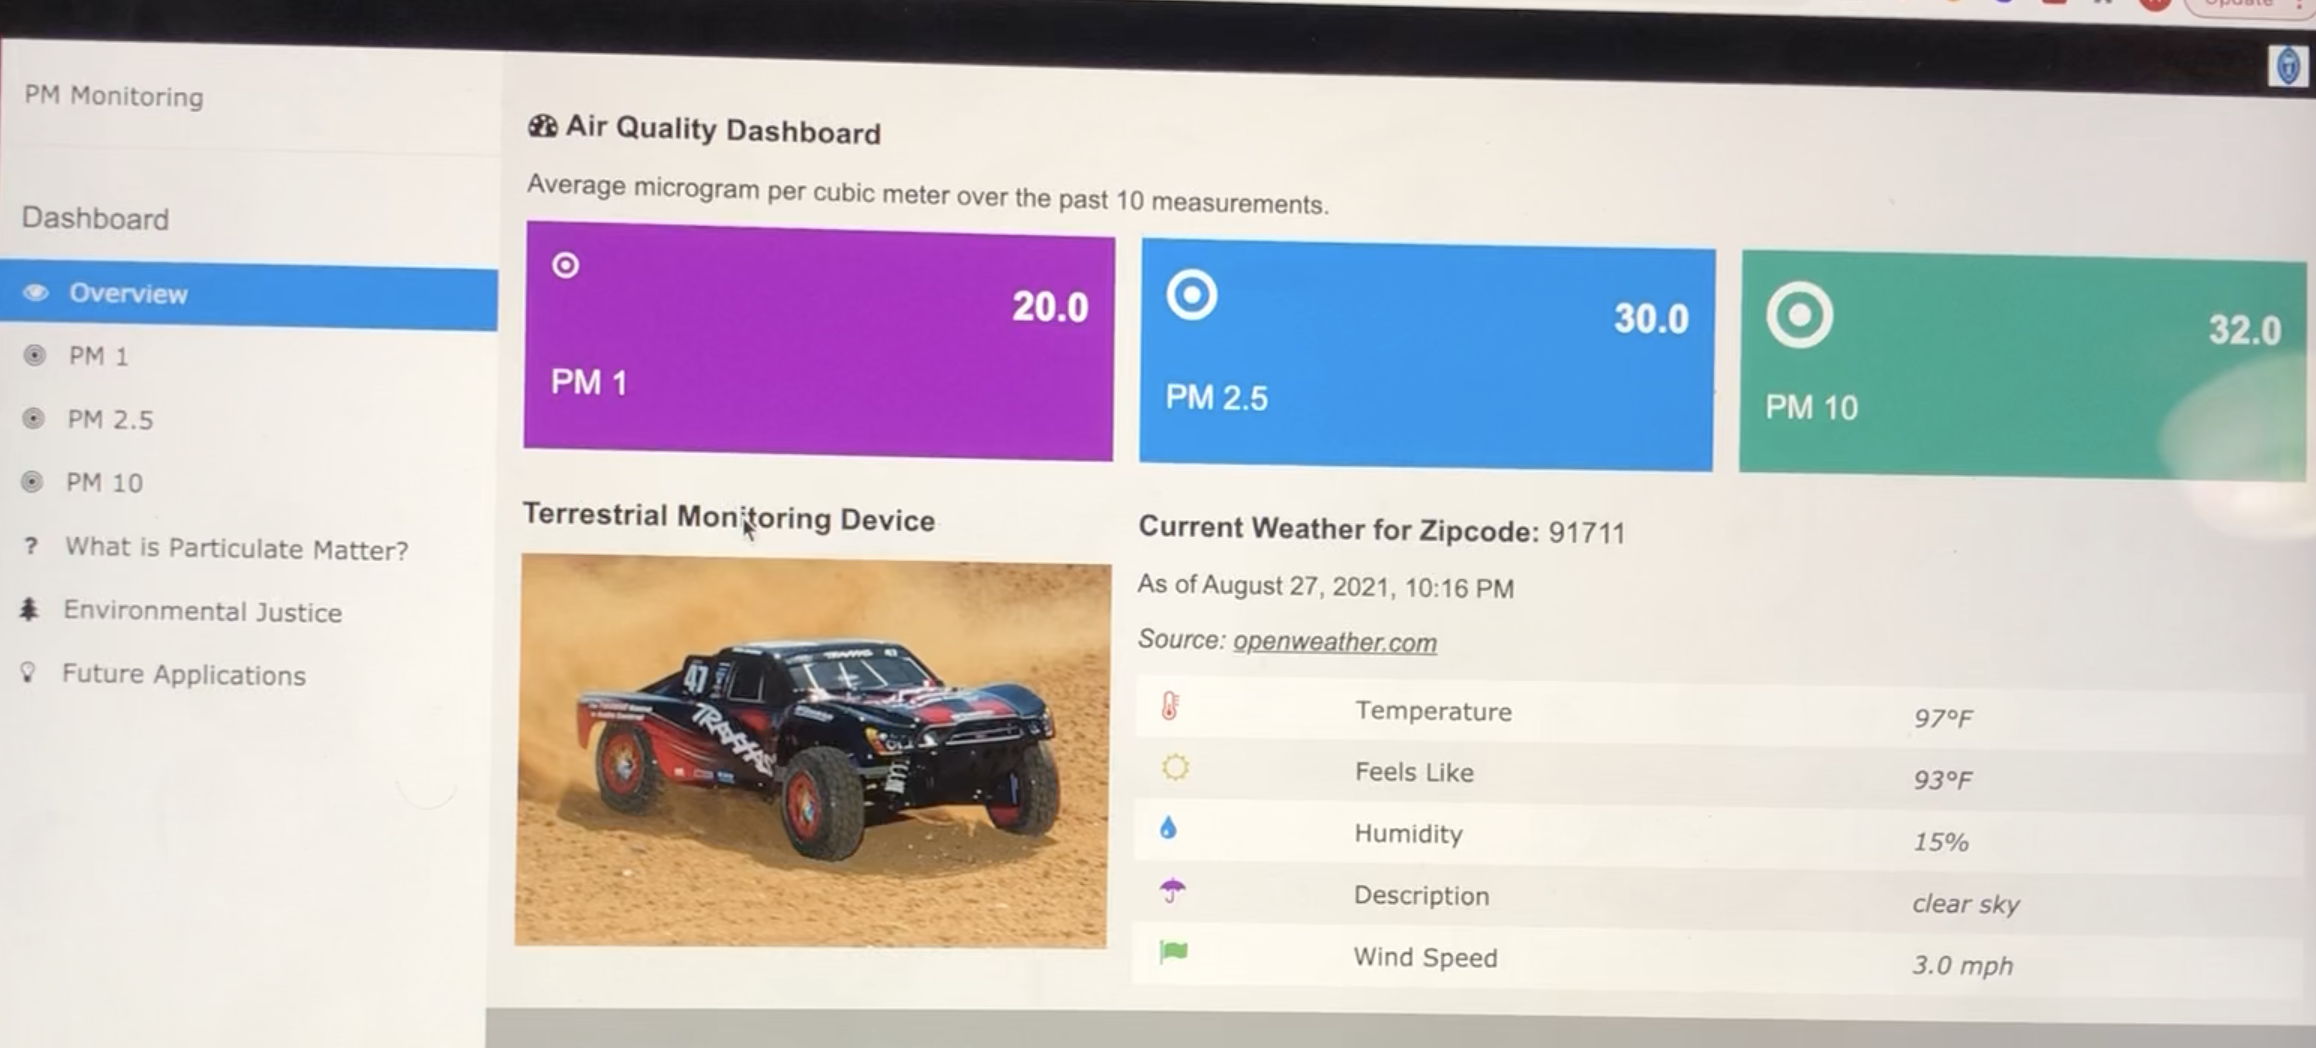 Update
PM Monitoring
Dashboard
Overview
PM 1
PM 2.5
PM 10
? What is Particulate Matter?
Environmental Justice
Future Applications
Air Quality Dashboard
Average microgram per cubic meter over the past 10 measurements.
20.0
PM 1
30.0
PM 2.5
32.0
PM 10
Terrestrial Monitoring Device
47
TRAXXAS
Current Weather for Zipcode: 91711
As of August 27, 2021, 10:16 PM
Source: openweather.com
Temperature 97°F
Feels Like 93°F
Humidity 15%
Description clear sky
Wind Speed 3.0 mph